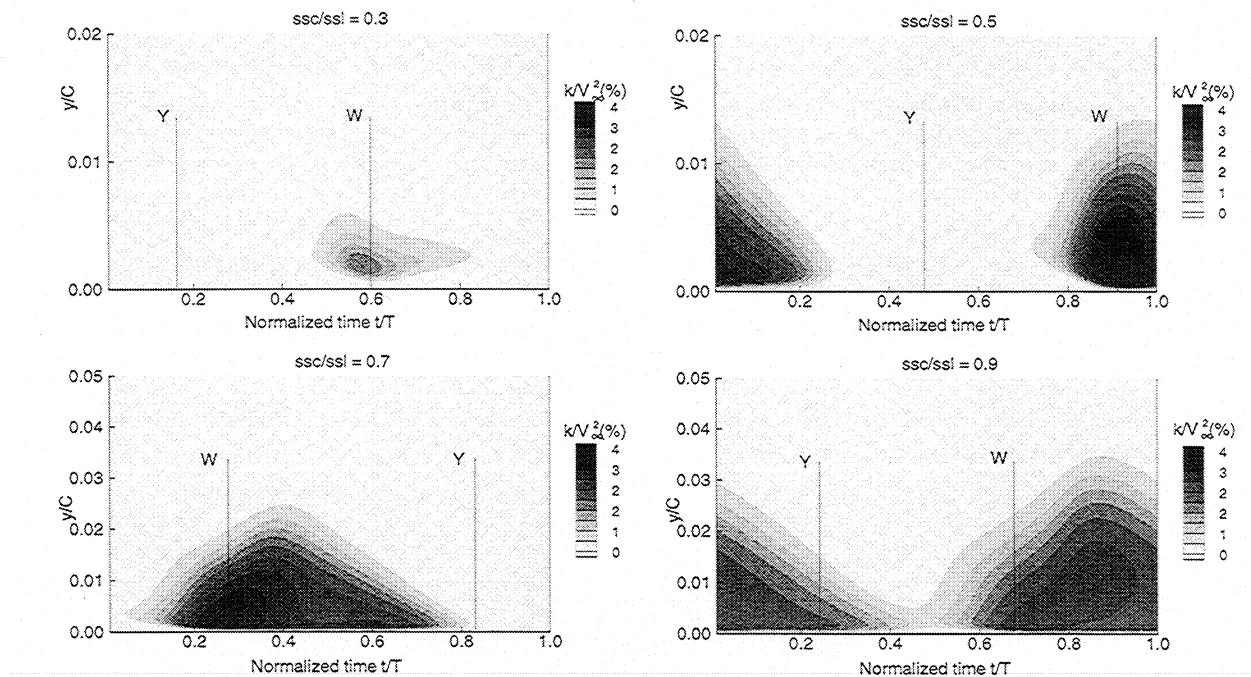 ssc/ssl = 0.3
0.02
0.01
0.00
y/C
Y
W
0.2
0.4
0.6
0.8
1.0
Normalized time t/T
k/V∞²(%)
4
3
2
2
1
0
ssc/ssl = 0.5
0.02
0.01
0.00
y/C
Y
W
0.2
0.4
0.6
0.8
1.0
Normalized time t/T
k/V∞²(%)
4
3
2
2
1
0
ssc/ssl = 0.7
0.05
0.04
0.03
0.02
0.01
0.00
y/C
W
Y
0.2
0.4
0.6
0.8
1.0
Normalized time t/T
k/V∞²(%)
4
3
2
2
1
0
ssc/ssl = 0.9
0.05
0.04
0.03
0.02
0.01
0.00
y/C
Y
W
0.2
0.4
0.6
0.8
1.0
Normalized time t/T
k/V∞²(%)
4
3
2
2
1
0